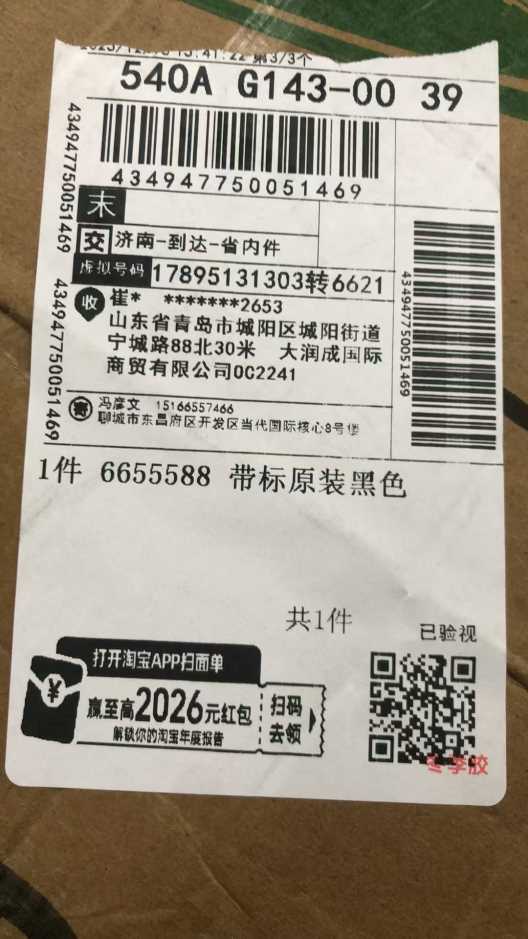 第3/3个
540A G143-00 39
434947750051469
末
交 济南-到达-省内件
虚拟号码 17895131303转6621
收 崔* *******2653
山东省青岛市城阳区城阳街道
宁城路88北30米 大润成国际
商贸有限公司0C2241
寄 冯彦文 15166557466
聊城市东昌府区开发区当代国际核心8号楼
434947750051469
434947750051469
434947750051469
1件 6655588 带标原装黑色
共1件
已验视
打开淘宝APP扫面单
赢至高2026元红包
解锁你的淘宝年度报告
扫码
去领
冬季胶